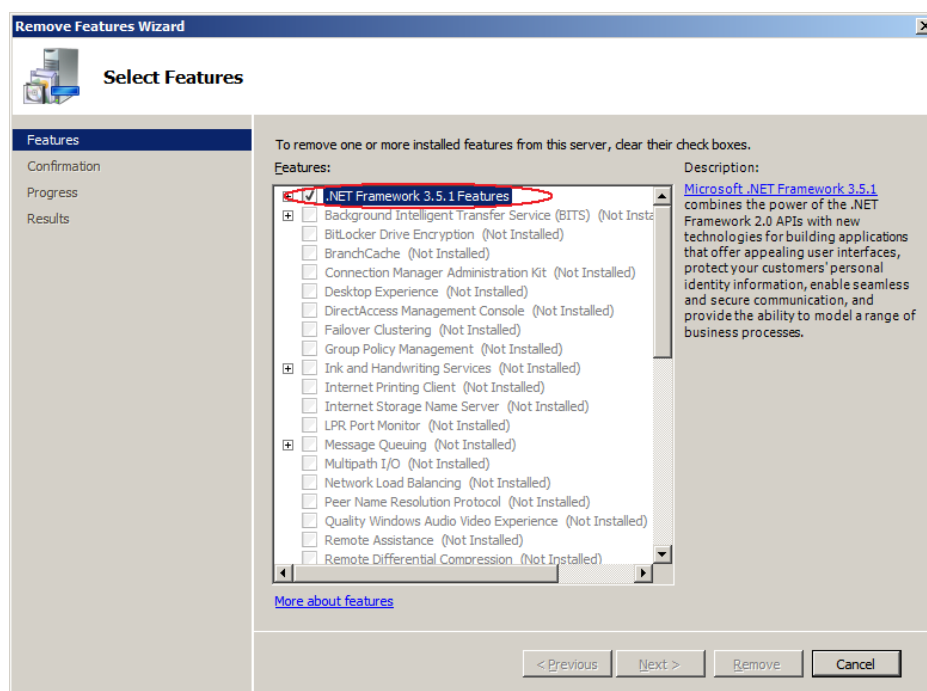 Remove Features Wizard
Select Features
Features
Confirmation
Progress
Results
To remove one or more installed features from this server, clear their check boxes.
Features:
.NET Framework 3.5.1 Features
Background Intelligent Transfer Service (BITS) (Not Insta
BitLocker Drive Encryption (Not Installed)
BranchCache (Not Installed)
Connection Manager Administration Kit (Not Installed)
Desktop Experience (Not Installed)
DirectAccess Management Console (Not Installed)
Failover Clustering (Not Installed)
Group Policy Management (Not Installed)
Ink and Handwriting Services (Not Installed)
Internet Printing Client (Not Installed)
Internet Storage Name Server (Not Installed)
LPR Port Monitor (Not Installed)
Message Queuing (Not Installed)
Multipath I/O (Not Installed)
Network Load Balancing (Not Installed)
Peer Name Resolution Protocol (Not Installed)
Quality Windows Audio Video Experience (Not Installed)
Remote Assistance (Not Installed)
Remote Differential Compression (Not Installed)
More about features
Description:
Microsoft .NET Framework 3.5.1
combines the power of the .NET
Framework 2.0 APIs with new
technologies for building applications
that offer appealing user interfaces,
protect your customers' personal
identity information, enable seamless
and secure communication, and
provide the ability to model a range of
business processes.
< Previous
Next >
Remove
Cancel